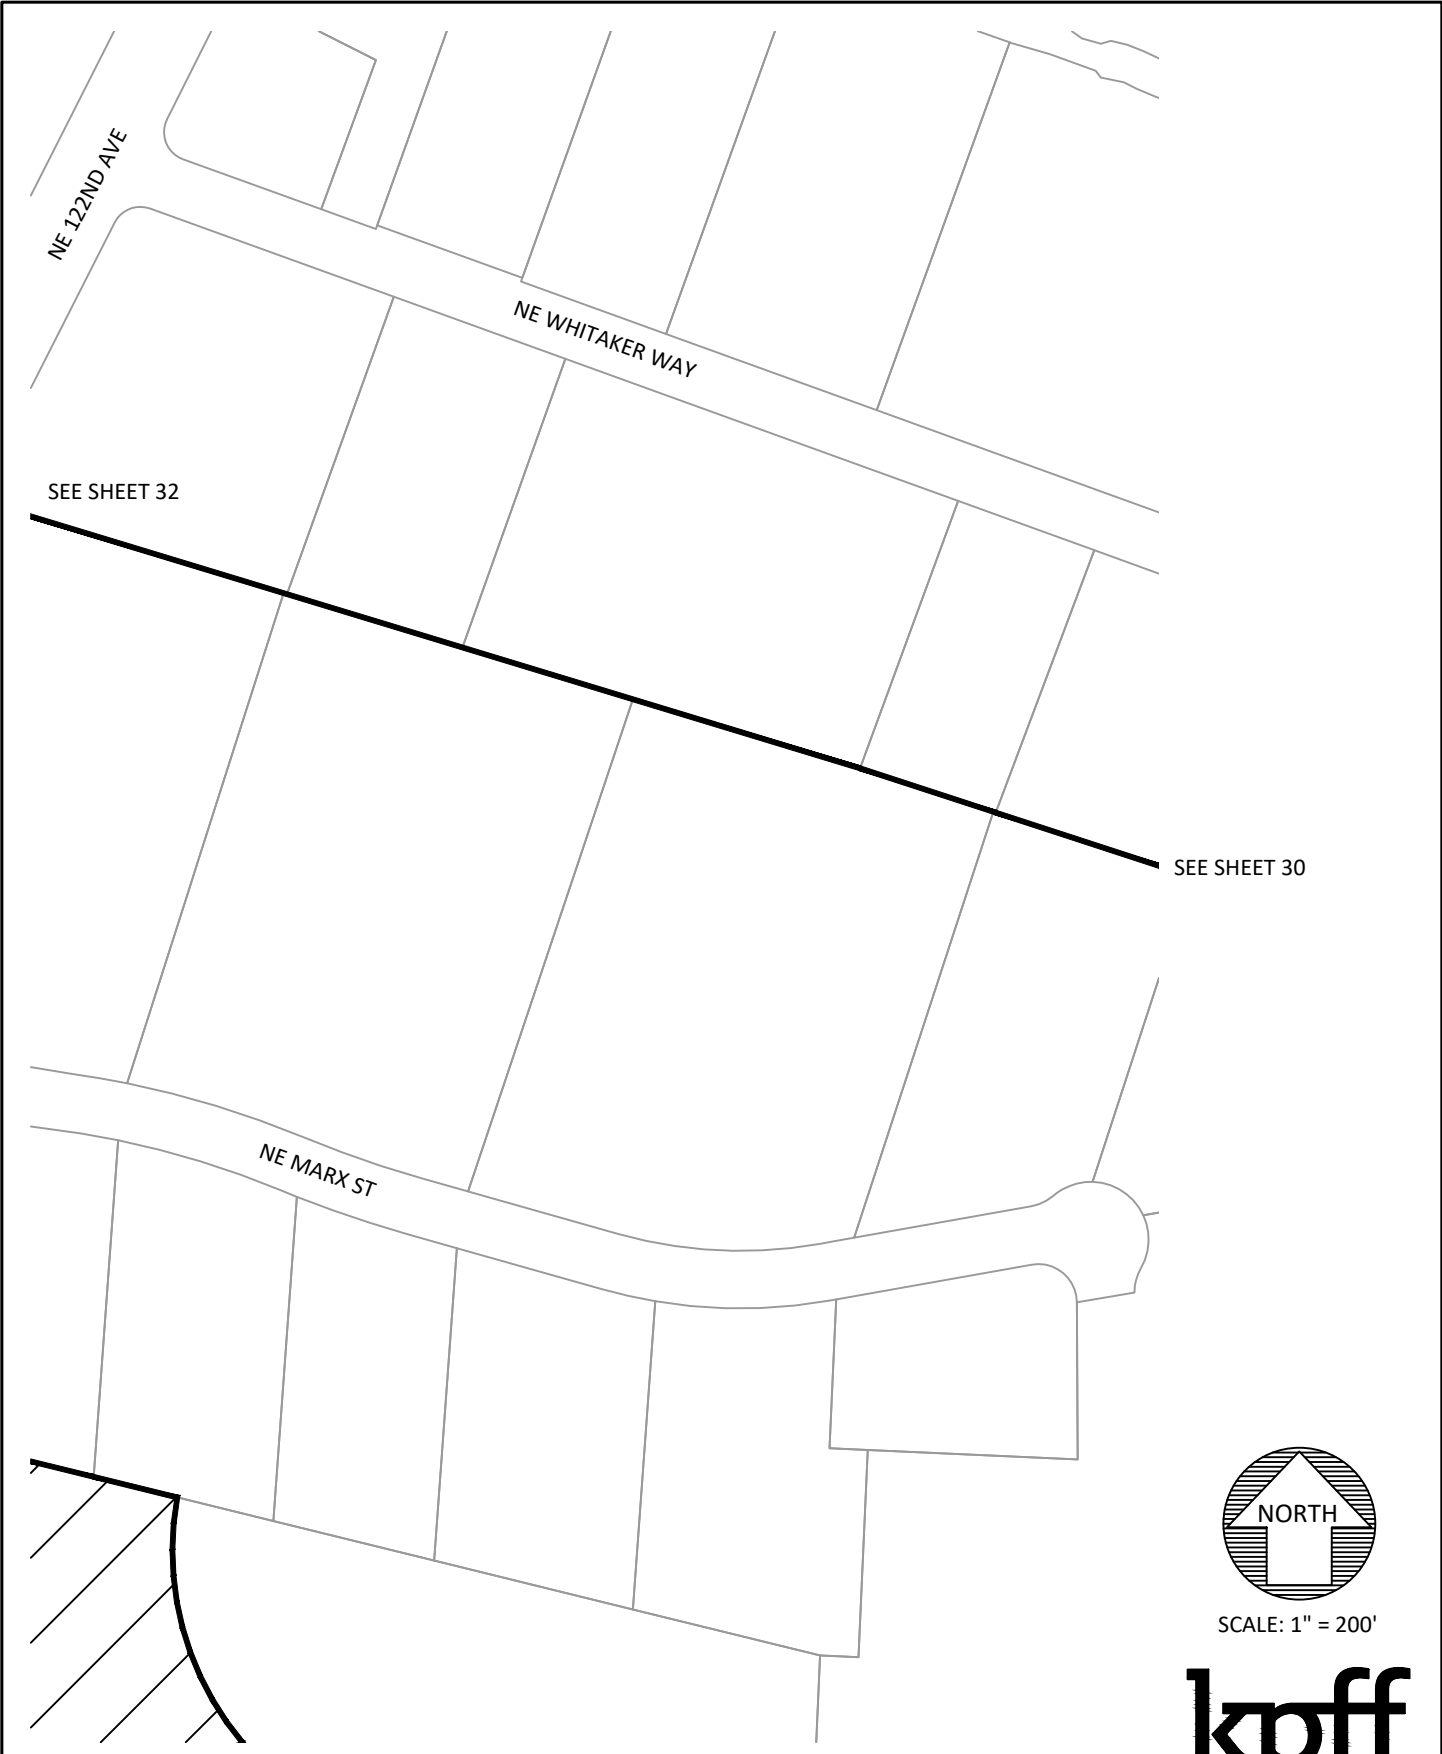 NE 122ND AVE
NE WHITAKER WAY
SEE SHEET 32
SEE SHEET 30
NE MARX ST
NORTH
SCALE: 1" = 200'
kpff